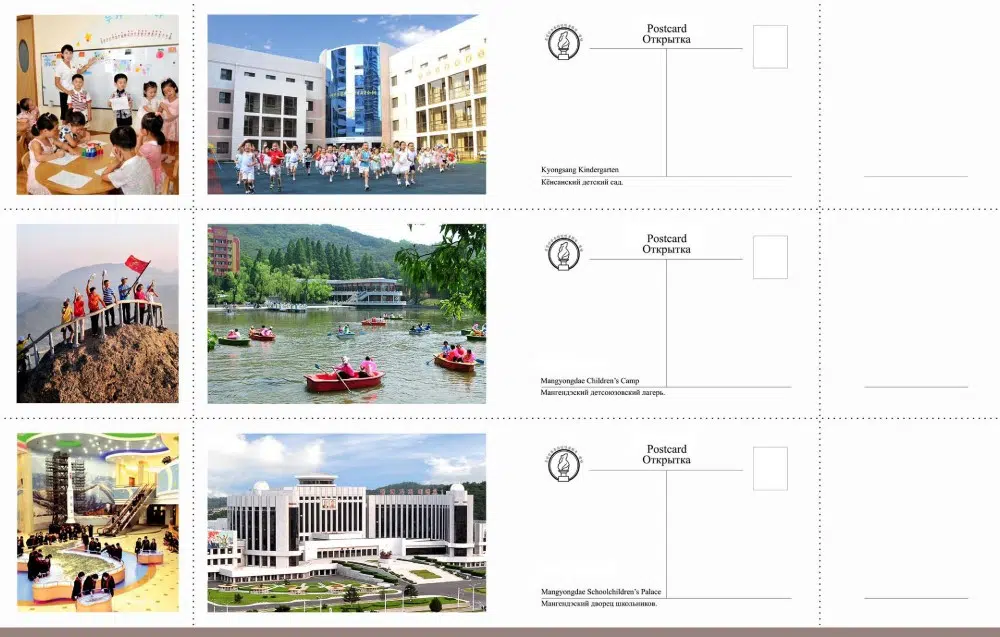 Postcard
Открытка
Kyongsang Kindergarten
Кёнсанский детский сад.
Postcard
Открытка
Mangyongdae Children's Camp
Мангендэский детсоюзовский лагерь.
Postcard
Открытка
Mangyongdae Schoolchildren's Palace
Мангендэский дворец школьников.